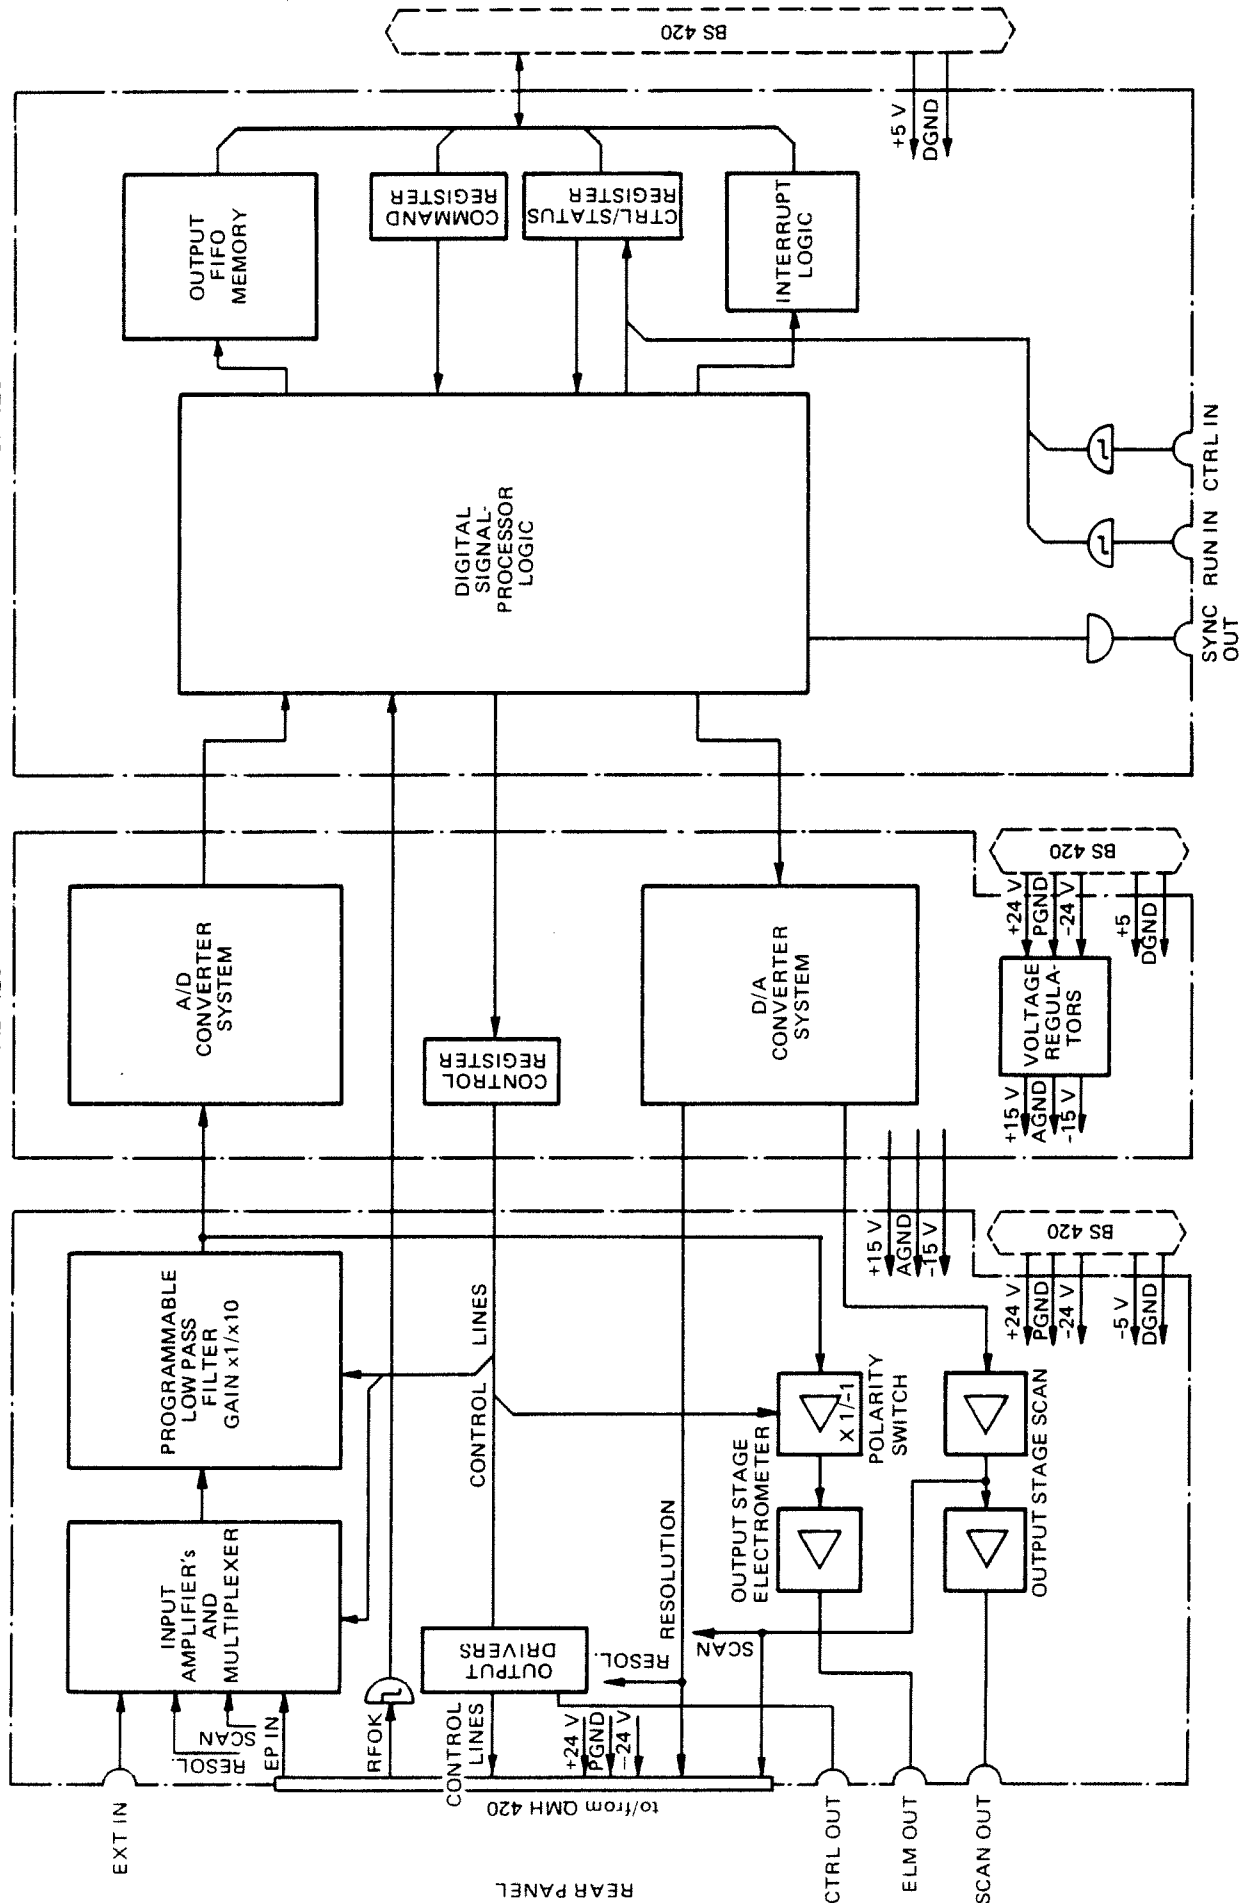 BS 420
+5 V
DGND
OUTPUT
FIFO
MEMORY
COMMAND
REGISTER
CTRL/STATUS
REGISTER
INTERRUPT
LOGIC
DIGITAL
SIGNAL-
PROCESSOR
LOGIC
CTRL IN
RUN IN
SYNC
OUT
A/D
CONVERTER
SYSTEM
CONTROL
REGISTER
D/A
CONVERTER
SYSTEM
BS 420
+24 V
PGND
-24 V
+5
DGND
VOLTAGE
REGULA-
TORS
+15 V
AGND
-15 V
PROGRAMMABLE
LOW PASS
FILTER
GAIN x1/x10
CONTROL LINES
+15 V
AGND
-15 V
BS 420
+24 V
PGND
-24 V
-5 V
DGND
INPUT
AMPLIFIER's
AND
MULTIPLEXER
X 1/-1
POLARITY
SWITCH
OUTPUT STAGE
ELECTROMETER
OUTPUT STAGE SCAN
RESOLUTION
OUTPUT
DRIVERS
RESOL.
SCAN
EXT IN
RESOL.
SCAN
EP IN
RFOK
CONTROL
LINES
+24 V
PGND
-24 V
to/from QMH 420
CTRL OUT
ELM OUT
SCAN OUT
REAR PANEL